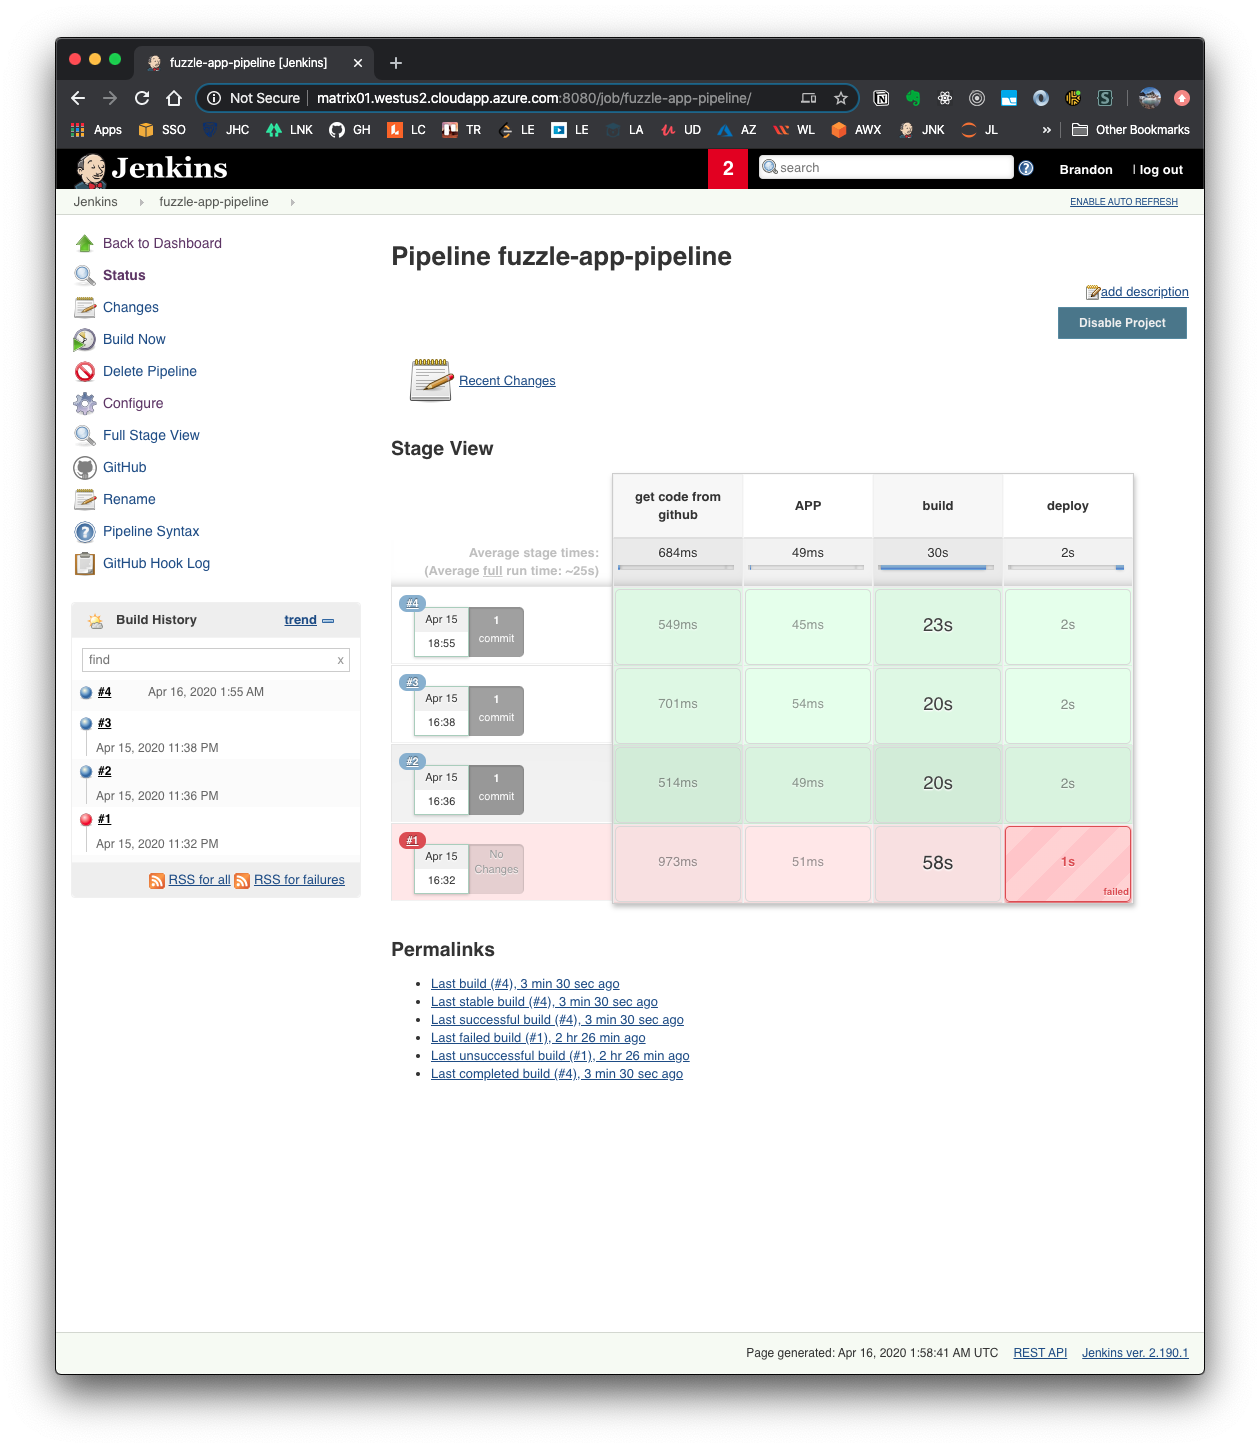 fuzzle-app-pipeline [Jenkins]
Not Secure | matrix01.westus2.cloudapp.azure.com:8080/job/fuzzle-app-pipeline/
Apps SSO JHC LNK GH LC TR LE LE LA UD AZ WL AWX JNK JL » Other Bookmarks
Jenkins
2
search
Brandon
| log out
Jenkins
fuzzle-app-pipeline
ENABLE AUTO REFRESH
Back to Dashboard
Status
Changes
Build Now
Delete Pipeline
Configure
Full Stage View
GitHub
Rename
Pipeline Syntax
GitHub Hook Log
Build History
trend
find
x
#4 Apr 16, 2020 1:55 AM
#3
Apr 15, 2020 11:38 PM
#2
Apr 15, 2020 11:36 PM
#1
Apr 15, 2020 11:32 PM
RSS for all RSS for failures
Pipeline fuzzle-app-pipeline
add description
Disable Project
Recent Changes
Stage View
get code from
github
APP
build
deploy
Average stage times:
(Average full run time: ~25s)
684ms 49ms 30s 2s
#4
Apr 15
18:55
1
commit
549ms 45ms 23s 2s
#3
Apr 15
16:38
1
commit
701ms 54ms 20s 2s
#2
Apr 15
16:36
1
commit
514ms 49ms 20s 2s
#1
Apr 15
16:32
No
Changes
973ms 51ms 58s 1s
failed
Permalinks
Last build (#4), 3 min 30 sec ago
Last stable build (#4), 3 min 30 sec ago
Last successful build (#4), 3 min 30 sec ago
Last failed build (#1), 2 hr 26 min ago
Last unsuccessful build (#1), 2 hr 26 min ago
Last completed build (#4), 3 min 30 sec ago
Page generated: Apr 16, 2020 1:58:41 AM UTC
REST API
Jenkins ver. 2.190.1